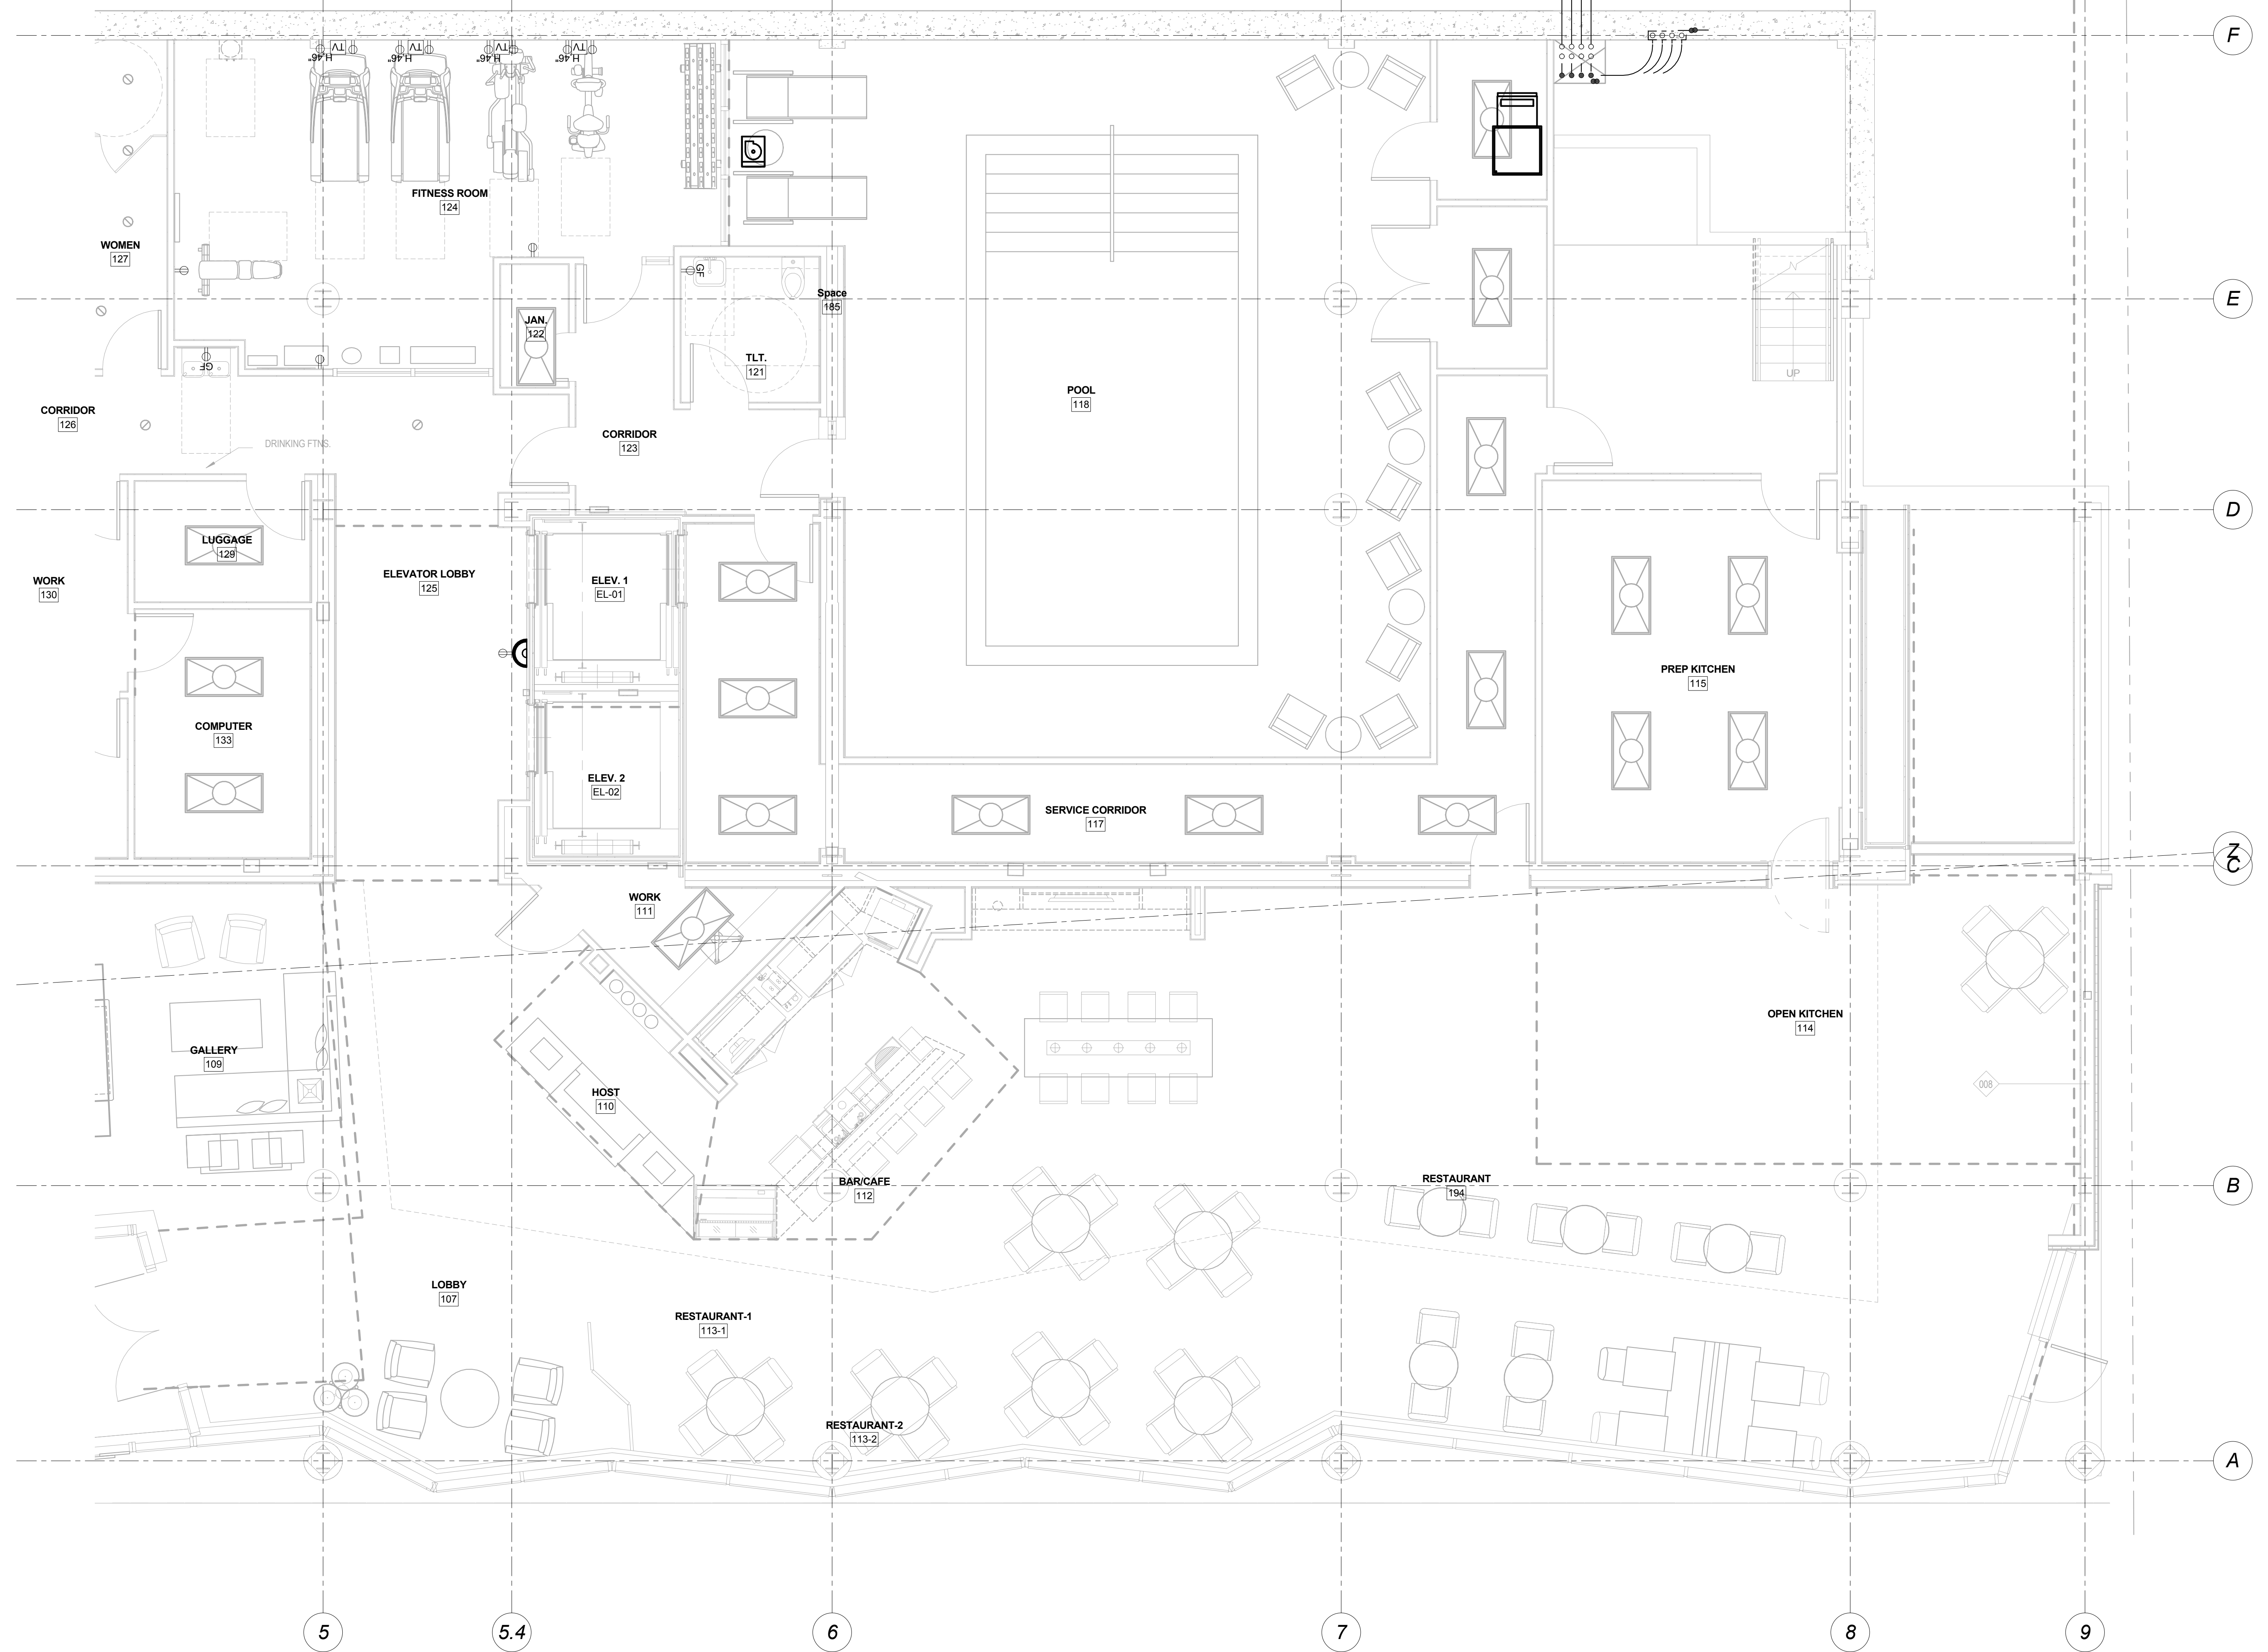 F
TV
H 46"
TV
H 46"
TV
H 46"
TV
H 46"
FITNESS ROOM
124
WOMEN
127
GF
Space
185
E
JAN.
122
TLT.
121
GF
UP
POOL
118
CORRIDOR
126
CORRIDOR
123
DRINKING FTNS.
D
LUGGAGE
129
WORK
130
ELEVATOR LOBBY
125
ELEV. 1
EL-01
PREP KITCHEN
115
COMPUTER
133
ELEV. 2
EL-02
SERVICE CORRIDOR
117
Z
C
WORK
111
OPEN KITCHEN
114
GALLERY
109
008
HOST
110
BAR/CAFE
112
RESTAURANT
194
B
LOBBY
107
RESTAURANT-1
113-1
RESTAURANT-2
113-2
A
5
5.4
6
7
8
9